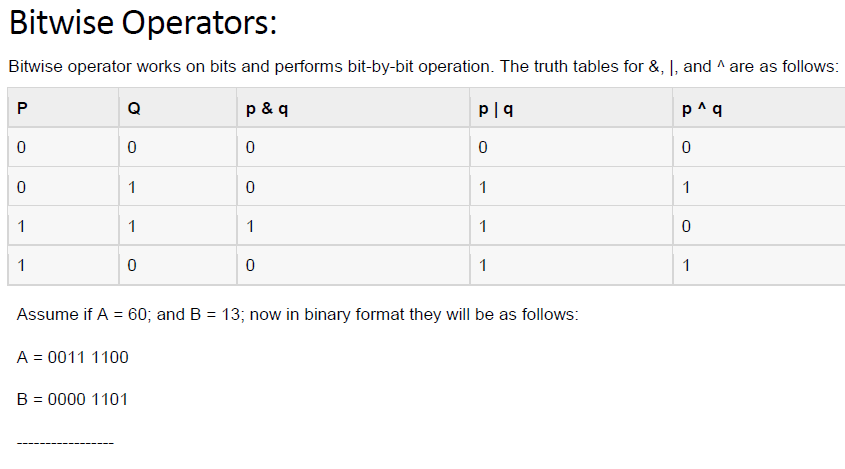 Bitwise Operators:
Bitwise operator works on bits and performs bit-by-bit operation. The truth tables for &, |, and ^ are as follows:
P Q p & q p | q p ^ q
0 0 0 0 0
0 1 0 1 1
1 1 1 1 0
1 0 0 1 1
Assume if A = 60; and B = 13; now in binary format they will be as follows:
A = 0011 1100
B = 0000 1101
-----------------